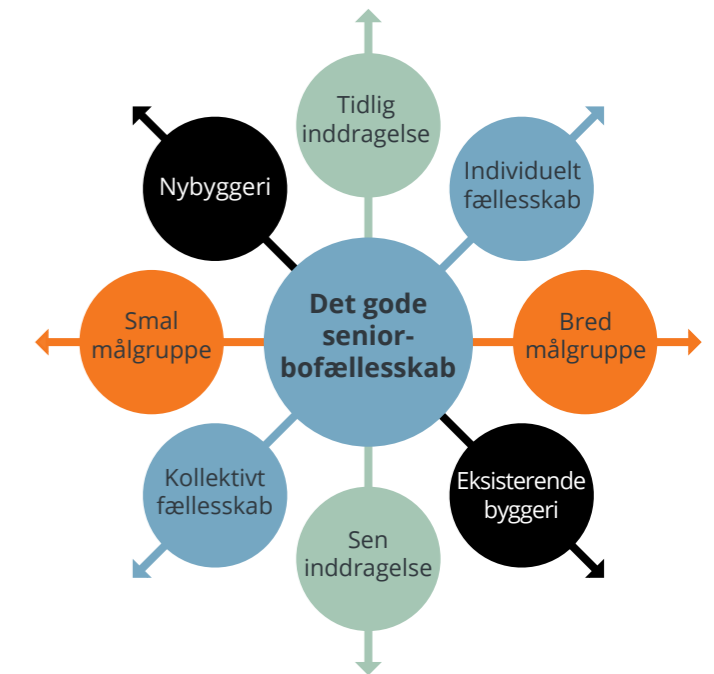 Tidlig
inddragelse
Individuelt
fællesskab
Nybyggeri
Det gode
senior-
bofællesskab
Smal
målgruppe
Bred
målgruppe
Kollektivt
fællesskab
Eksisterende
byggeri
Sen
inddragelse